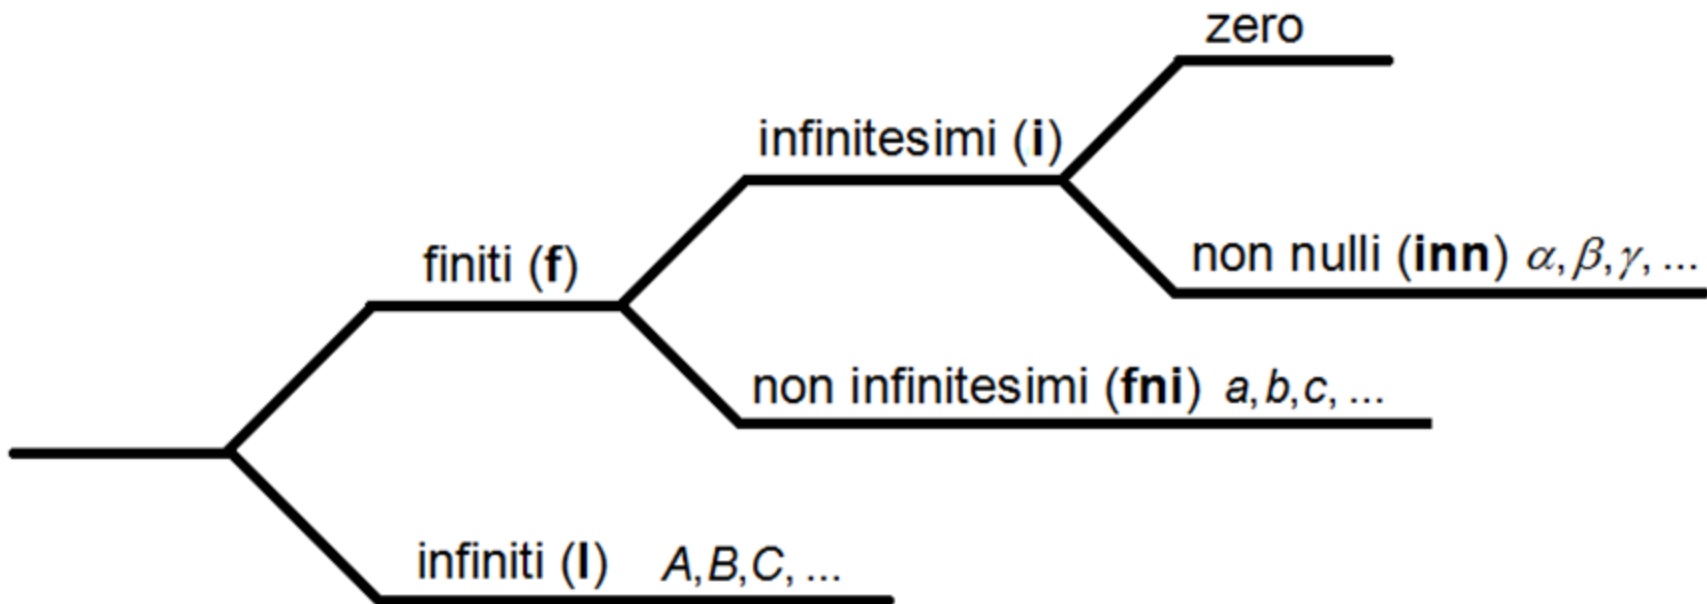 zero
infinitesimi (i)
non nulli (inn) α, β, γ, ...
finiti (f)
non infinitesimi (fni) a, b, c, ...
infiniti (I) A, B, C, ...